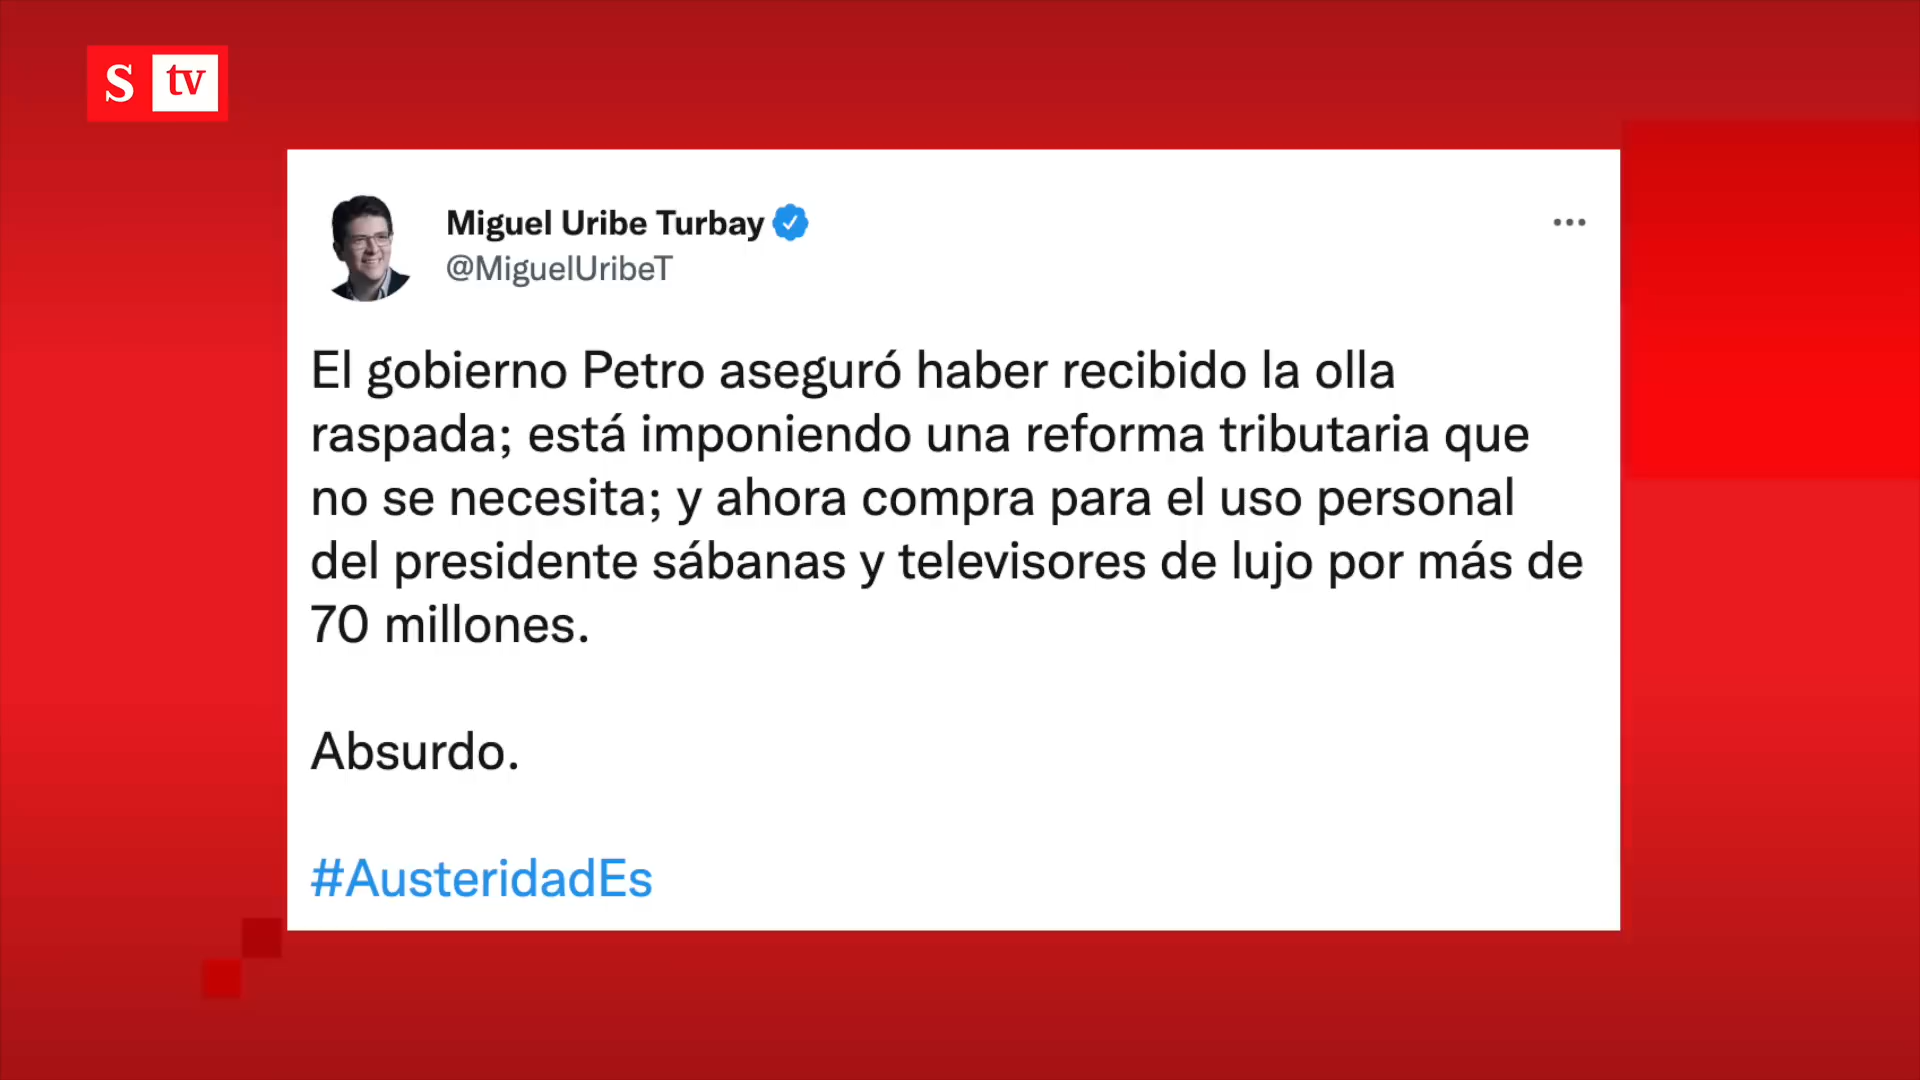 S tv
Miguel Uribe Turbay
@MiguelUribeT
El gobierno Petro aseguró haber recibido la olla
raspada; está imponiendo una reforma tributaria que
no se necesita; y ahora compra para el uso personal
del presidente sábanas y televisores de lujo por más de
70 millones.
Absurdo.
#AusteridadEs